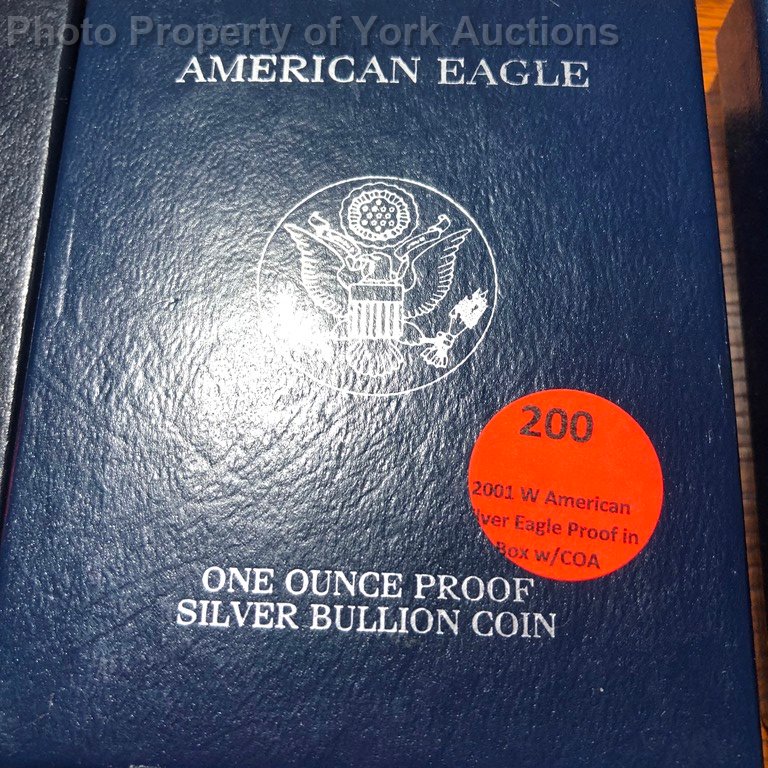 Photo Property of York Auctions
AMERICAN EAGLE
200
2001 W American
lver Eagle Proof in
Box w/COA
ONE OUNCE PROOF
SILVER BULLION COIN